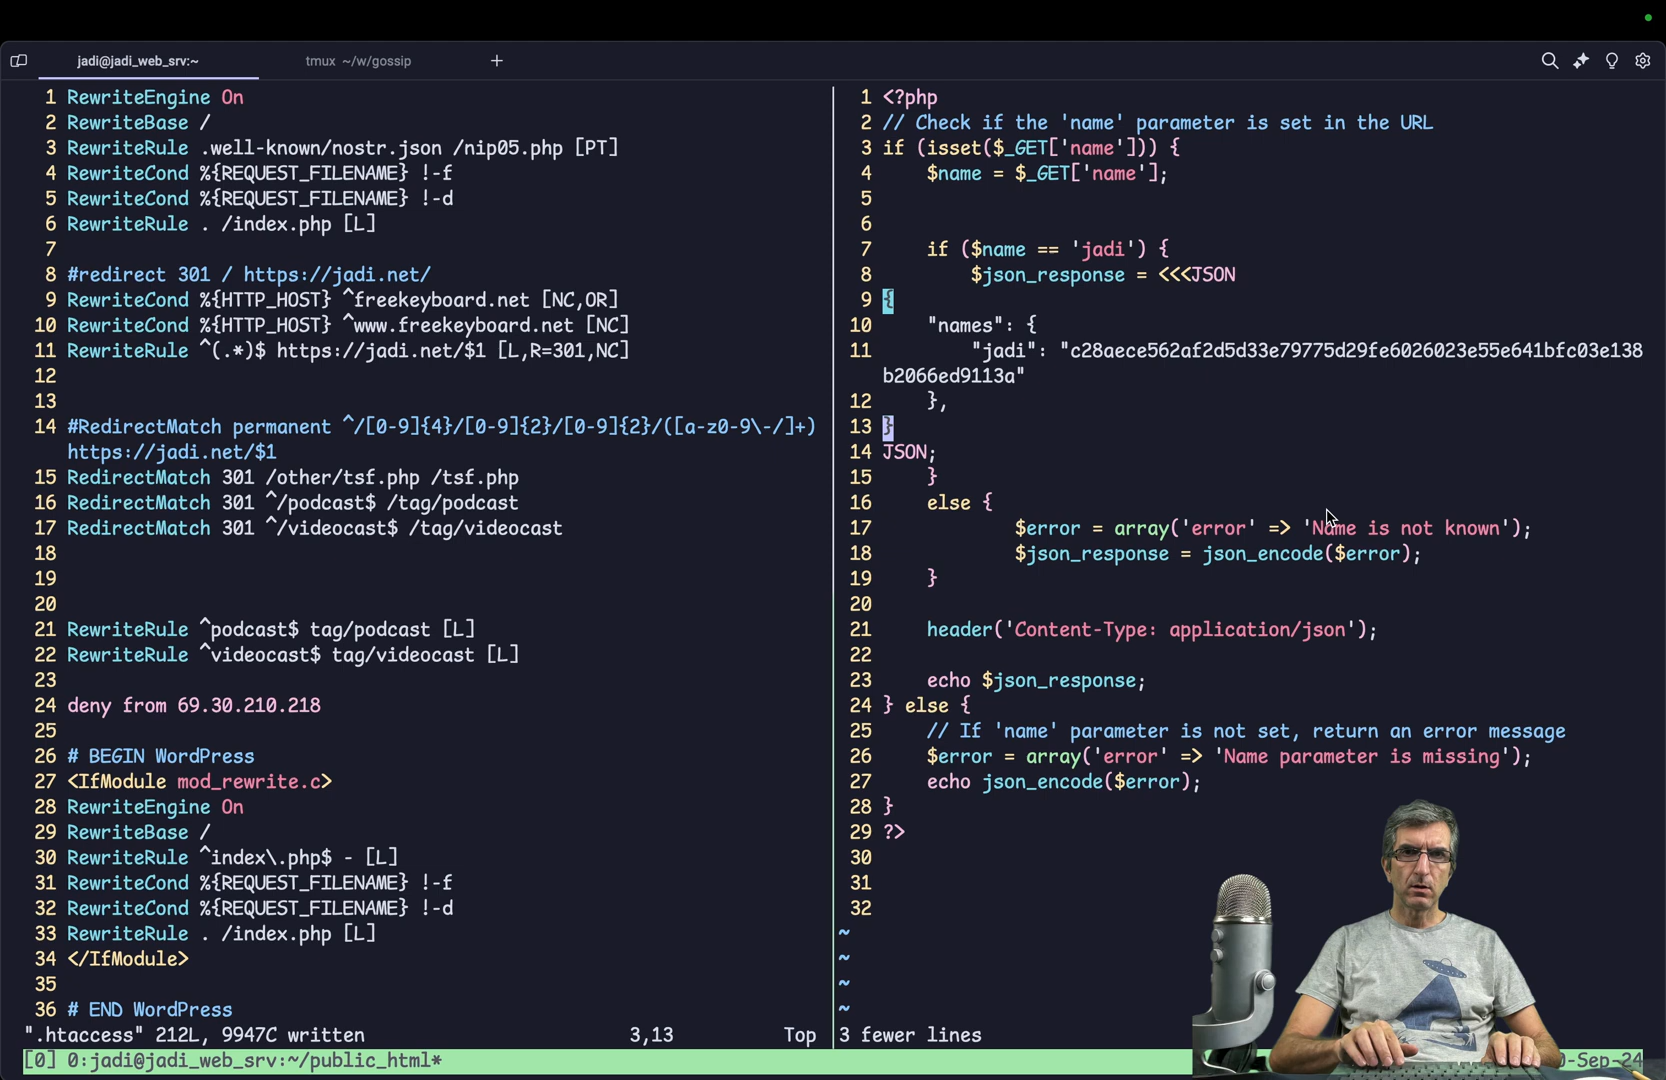 jadi@jadi_web_srv:~
tmux ~/w/gossip
1 RewriteEngine On
2 RewriteBase /
3 RewriteRule .well-known/nostr.json /nip05.php [PT]
4 RewriteCond %{REQUEST_FILENAME} !-f
5 RewriteCond %{REQUEST_FILENAME} !-d
6 RewriteRule . /index.php [L]
7
8 #redirect 301 / https://jadi.net/
9 RewriteCond %{HTTP_HOST} ^freekeyboard.net [NC,OR]
10 RewriteCond %{HTTP_HOST} ^www.freekeyboard.net [NC]
11 RewriteRule ^(.*)$ https://jadi.net/$1 [L,R=301,NC]
12
13
14 #RedirectMatch permanent ^/[0-9]{4}/[0-9]{2}/[0-9]{2}/([a-z0-9\-/]+)
https://jadi.net/$1
15 RedirectMatch 301 /other/tsf.php /tsf.php
16 RedirectMatch 301 ^/podcast$ /tag/podcast
17 RedirectMatch 301 ^/videocast$ /tag/videocast
18
19
20
21 RewriteRule ^podcast$ tag/podcast [L]
22 RewriteRule ^videocast$ tag/videocast [L]
23
24 deny from 69.30.210.218
25
26 # BEGIN WordPress
27 <IfModule mod_rewrite.c>
28 RewriteEngine On
29 RewriteBase /
30 RewriteRule ^index\.php$ - [L]
31 RewriteCond %{REQUEST_FILENAME} !-f
32 RewriteCond %{REQUEST_FILENAME} !-d
33 RewriteRule . /index.php [L]
34 </IfModule>
35
36 # END WordPress
".htaccess" 212L, 9947C written 3,13 Top
1 <?php
2 // Check if the 'name' parameter is set in the URL
3 if (isset($_GET['name'])) {
4 $name = $_GET['name'];
5
6
7 if ($name == 'jadi') {
8 $json_response = <<<JSON
9 {
10 "names": {
11 "jadi": "c28aece562af2d5d33e79775d29fe6026023e55e641bfc03e138
b2066ed9113a"
12 },
13 }
14 JSON;
15 }
16 else {
17 $error = array('error' => 'Name is not known');
18 $json_response = json_encode($error);
19 }
20
21 header('Content-Type: application/json');
22
23 echo $json_response;
24 } else {
25 // If 'name' parameter is not set, return an error message
26 $error = array('error' => 'Name parameter is missing');
27 echo json_encode($error);
28 }
29 ?>
30
31
32
~
~
~
~
3 fewer lines
[0] 0:jadi@jadi_web_srv:~/public_html*
0-Sep-24